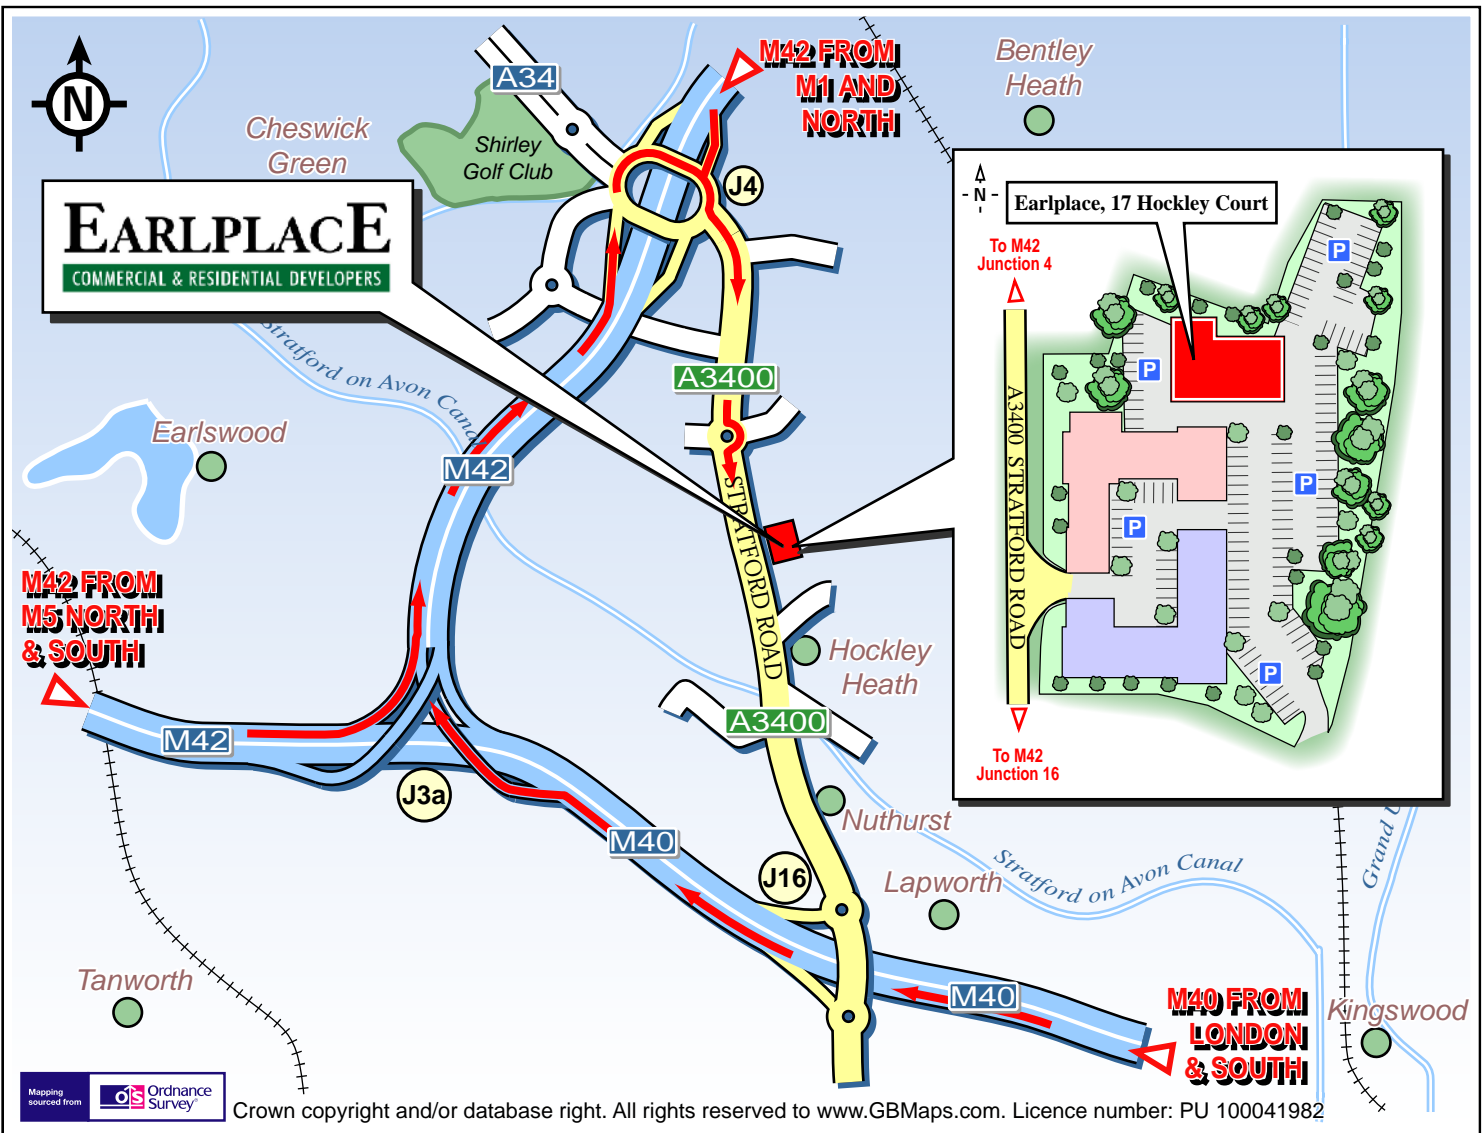 N
A34
M42 FROM
M1 AND
NORTH
Bentley
Heath
Cheswick
Green
Shirley
Golf Club
J4
EARLPLACE
COMMERCIAL & RESIDENTIAL DEVELOPERS
N
Earlplace, 17 Hockley Court
To M42
Junction 4
P
P
P
P
P
A3400 STRATFORD ROAD
To M42
Junction 16
Stratford on Avon Canal
A3400
Earlswood
M42
STRATFORD ROAD
M42 FROM
M5 NORTH
& SOUTH
Hockley
Heath
A3400
M42
J3a
M40
Nuthurst
J16
Lapworth
Stratford on Avon Canal
Grand U
Tanworth
M40
M40 FROM
LONDON
& SOUTH
Kingswood
Mapping
sourced from
OS Ordnance
Survey®
Crown copyright and/or database right. All rights reserved to www.GBMaps.com. Licence number: PU 100041982